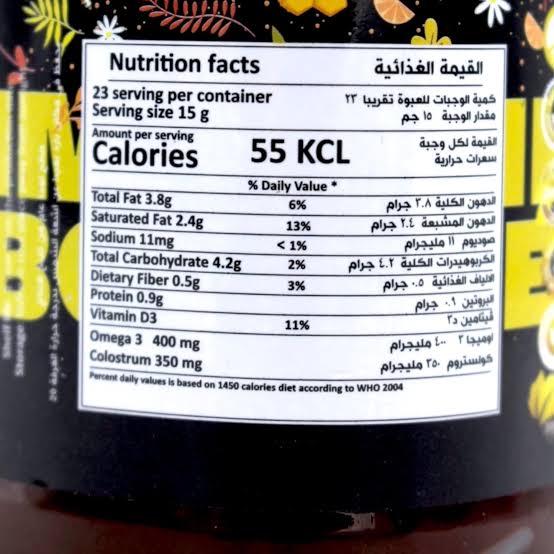 Nutrition facts القيمة الغذائية
23 serving per container كمية الوجبات للعبوة تقريبا ٢٣
Serving size 15 g مقدار الوجبة ١٥ جم
Amount per serving القيمة لكل وجبة
Calories 55 KCL سعرات حرارية
% Daily Value *
Total Fat 3.8g 6% الدهون الكلية ٣.٨ جرام
Saturated Fat 2.4g 13% الدهون المشبعة ٢.٤ جرام
Sodium 11mg < 1% صوديوم ١١ مليجرام
Total Carbohydrate 4.2g 2% الكربوهيدرات الكلية ٤.٢ جرام
Dietary Fiber 0.5g 3% الالياف الغذائية ٠.٥ جرام
Protein 0.9g البروتين ٠.٩ جرام
Vitamin D3 11% فيتامين د٣
Omega 3 400 mg اوميجا ٣ ٤٠٠ مليجرام
Colostrum 350 mg كولستروم ٣٥٠ مليجرام
Percent daily values is based on 1450 calories diet according to WHO 2004